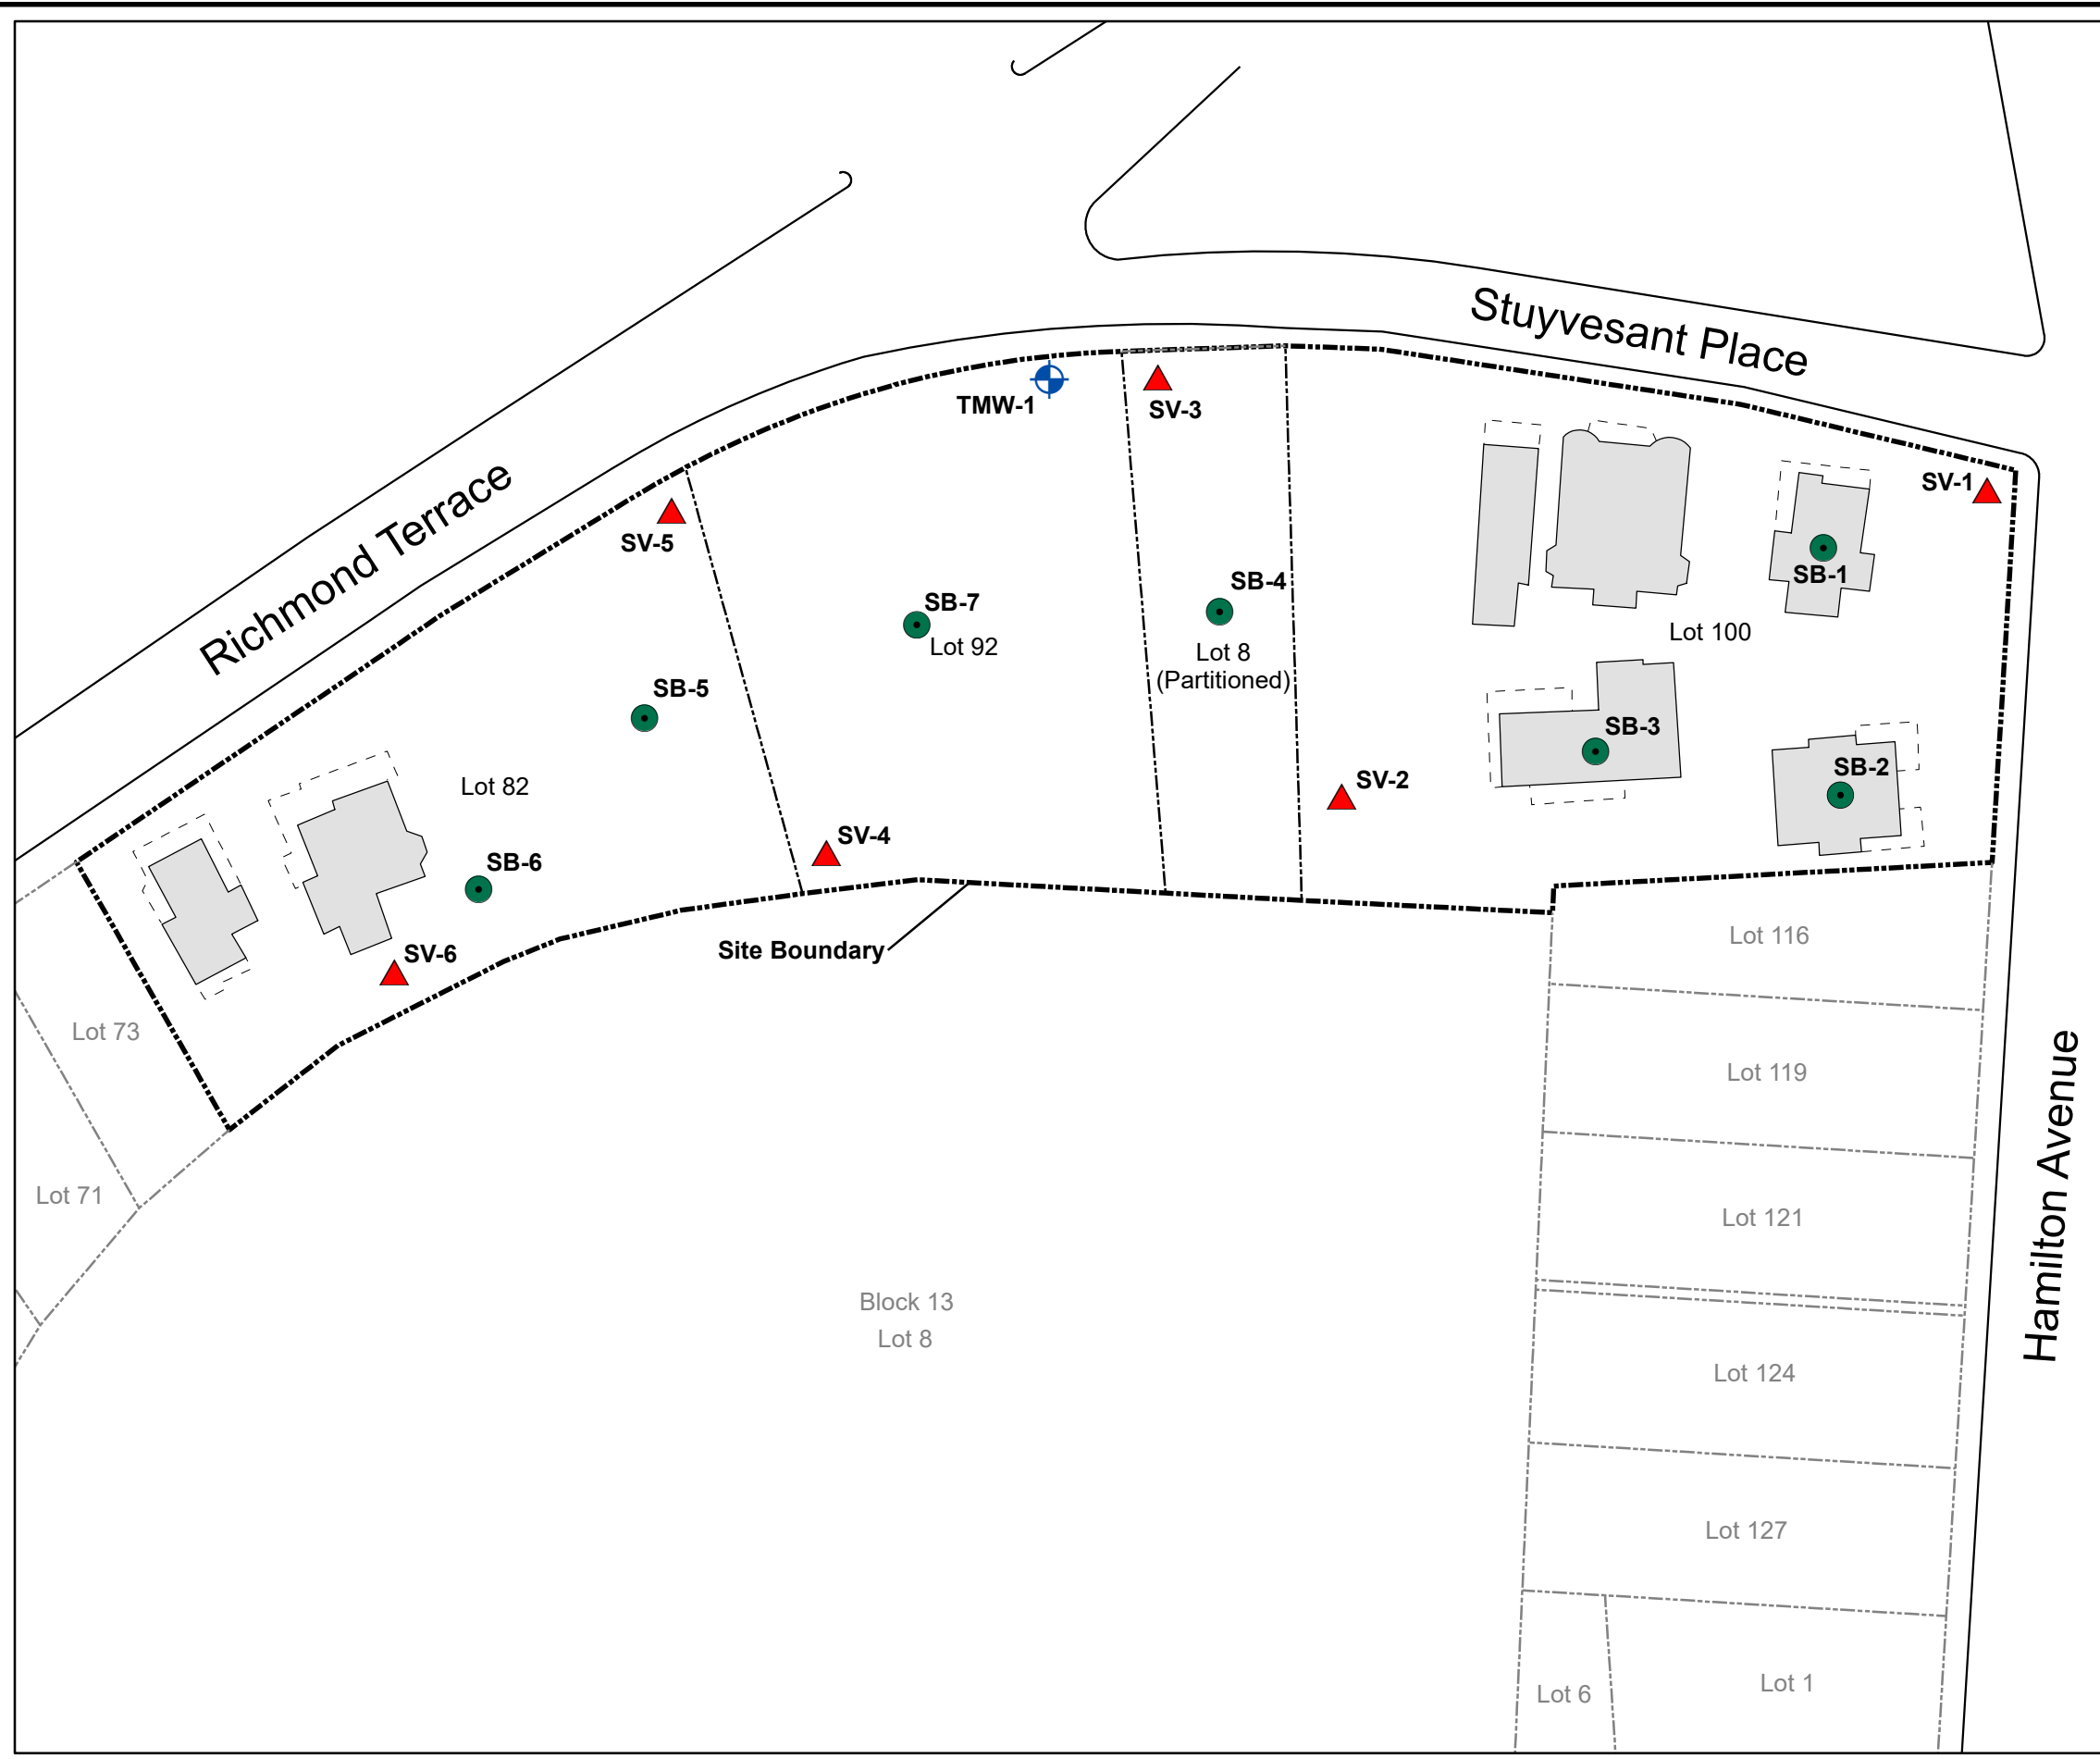 Stuyvesant Place
Richmond Terrace
TMW-1
SV-3
SV-1
SV-5
SB-1
SB-4
SB-7
Lot 92
Lot 100
Lot 8
(Partitioned)
SB-5
SB-3
SB-2
Lot 82
SV-2
SV-4
SB-6
SV-6
Site Boundary
Lot 116
Lot 73
Lot 119
Lot 71
Lot 121
Hamilton Avenue
Block 13
Lot 8
Lot 124
Lot 127
Lot 6
Lot 1